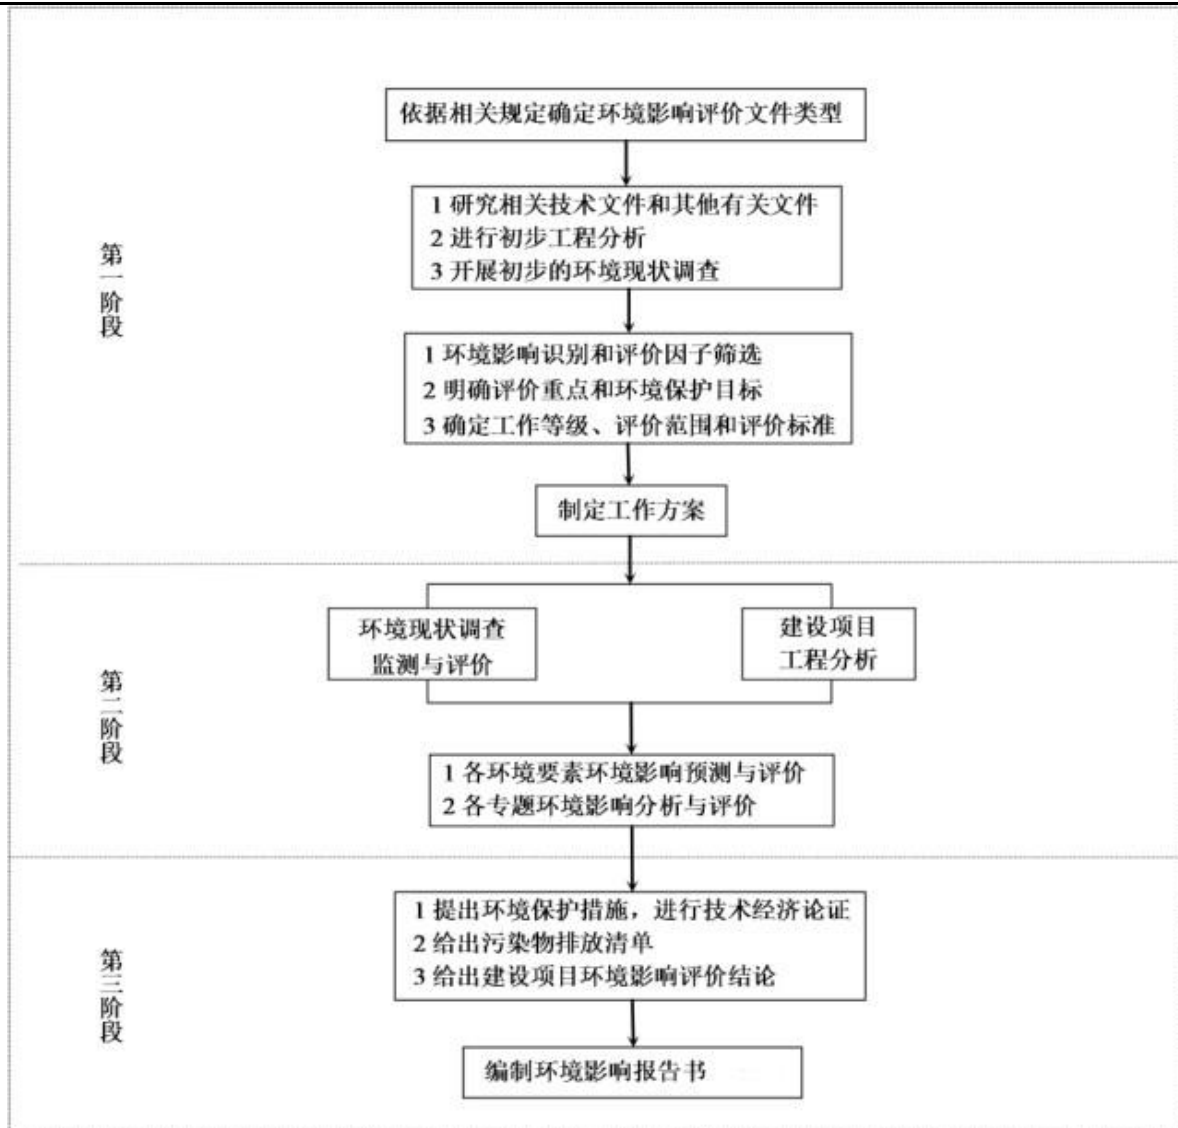 依据相关规定确定环境影响评价文件类型
1 研究相关技术文件和其他有关文件
2 进行初步工程分析
3 开展初步的环境现状调查
第一阶段
1 环境影响识别和评价因子筛选
2 明确评价重点和环境保护目标
3 确定工作等级、评价范围和评价标准
制定工作方案
环境现状调查
监测与评价
建设项目
工程分析
第二阶段
1 各环境要素环境影响预测与评价
2 各专题环境影响分析与评价
1 提出环境保护措施，进行技术经济论证
2 给出污染物排放清单
3 给出建设项目环境影响评价结论
第三阶段
编制环境影响报告书